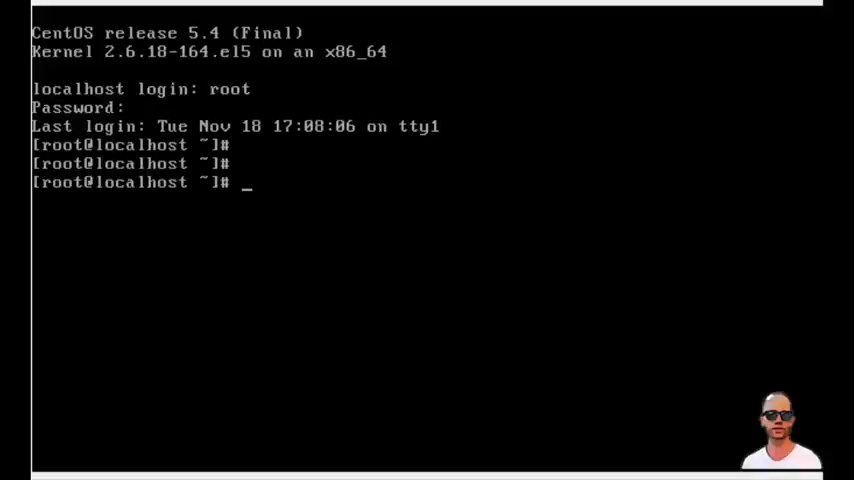 CentOS release 5.4 (Final)
Kernel 2.6.18-164.el5 on an x86_64
localhost login: root
Password:
Last login: Tue Nov 18 17:08:06 on tty1
[root@localhost ~]#
[root@localhost ~]#
[root@localhost ~]# _